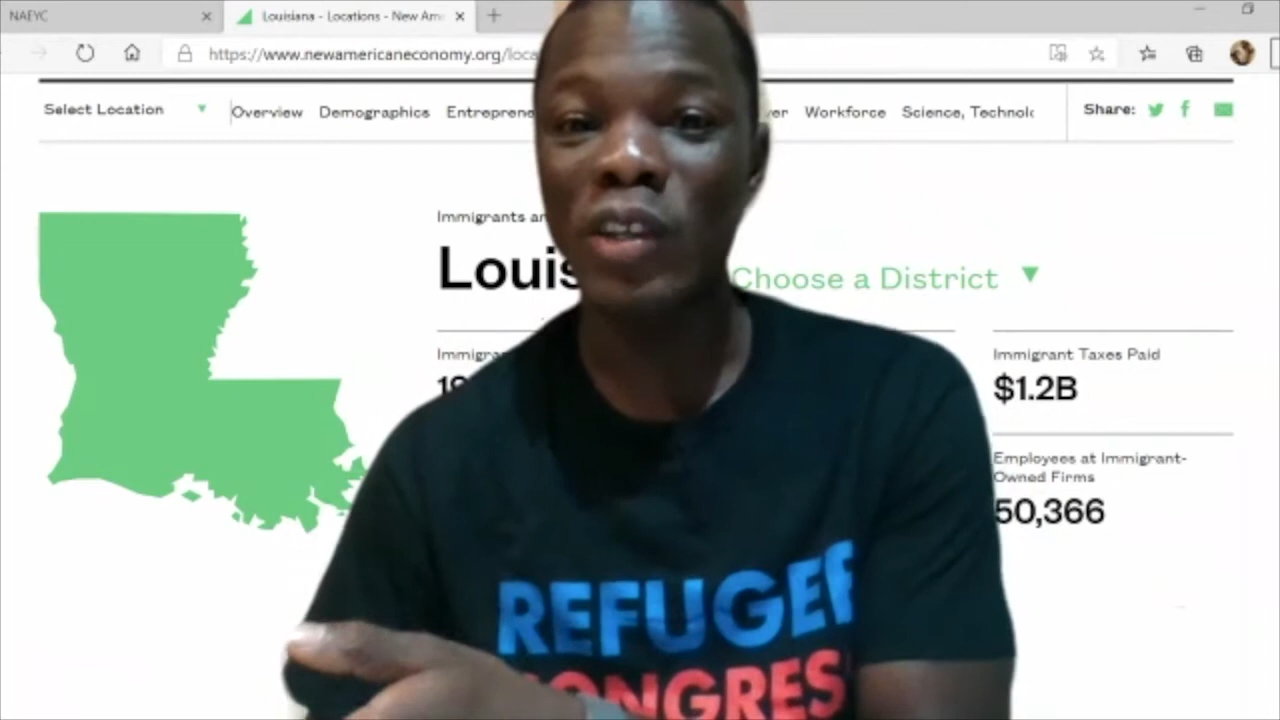 NAEYC
Louisiana - Locations - New Am
https://www.newamericaneconomy.org/loca
Select Location Overview Demographics Entreprene Workforce Science, Technolo Share:
Immigrants an
Louis
Choose a District
Immigra Immigrant Taxes Paid
19 $1.2B
Employees at Immigrant-
Owned Firms
50,366
REFUGEE
CONGRES